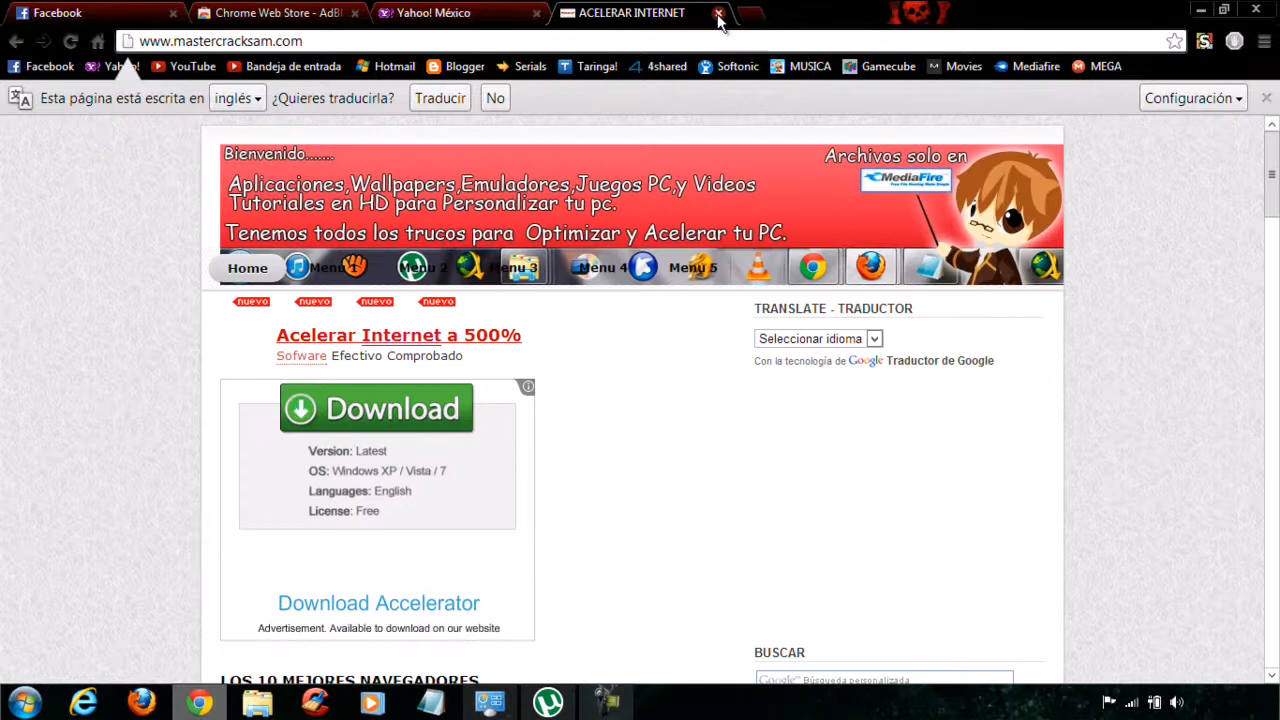 Facebook
Chrome Web Store - AdBl
Yahoo! México
ACELERAR INTERNET
www.mastercracksam.com
Facebook
Yahoo!
YouTube
Bandeja de entrada
Hotmail
Blogger
Serials
Taringa!
4shared
Softonic
MUSICA
Gamecube
Movies
Mediafire
MEGA
Esta página está escrita en
inglés
¿Quieres traducirla?
Traducir
No
Configuración
Bienvenido.......
Archivos solo en
MediaFire
Aplicaciones,Wallpapers,Emuladores,Juegos PC,y Videos
Tutoriales en HD para Personalizar tu pc.
Tenemos todos los trucos para Optimizar y Acelerar tu PC.
Home
Menu 1
Menu 2
Menu 3
Menu 4
Menu 5
nuevo
nuevo
nuevo
nuevo
Acelerar Internet a 500%
Sofware Efectivo Comprobado
TRANSLATE - TRADUCTOR
Seleccionar idioma
Con la tecnología de Google Traductor de Google
Download
Version: Latest
OS: Windows XP / Vista / 7
Languages: English
License: Free
Download Accelerator
Advertisement. Available to download on our website
BUSCAR
Google Búsqueda personalizada
LOS 10 MEJORES NAVEGADORES